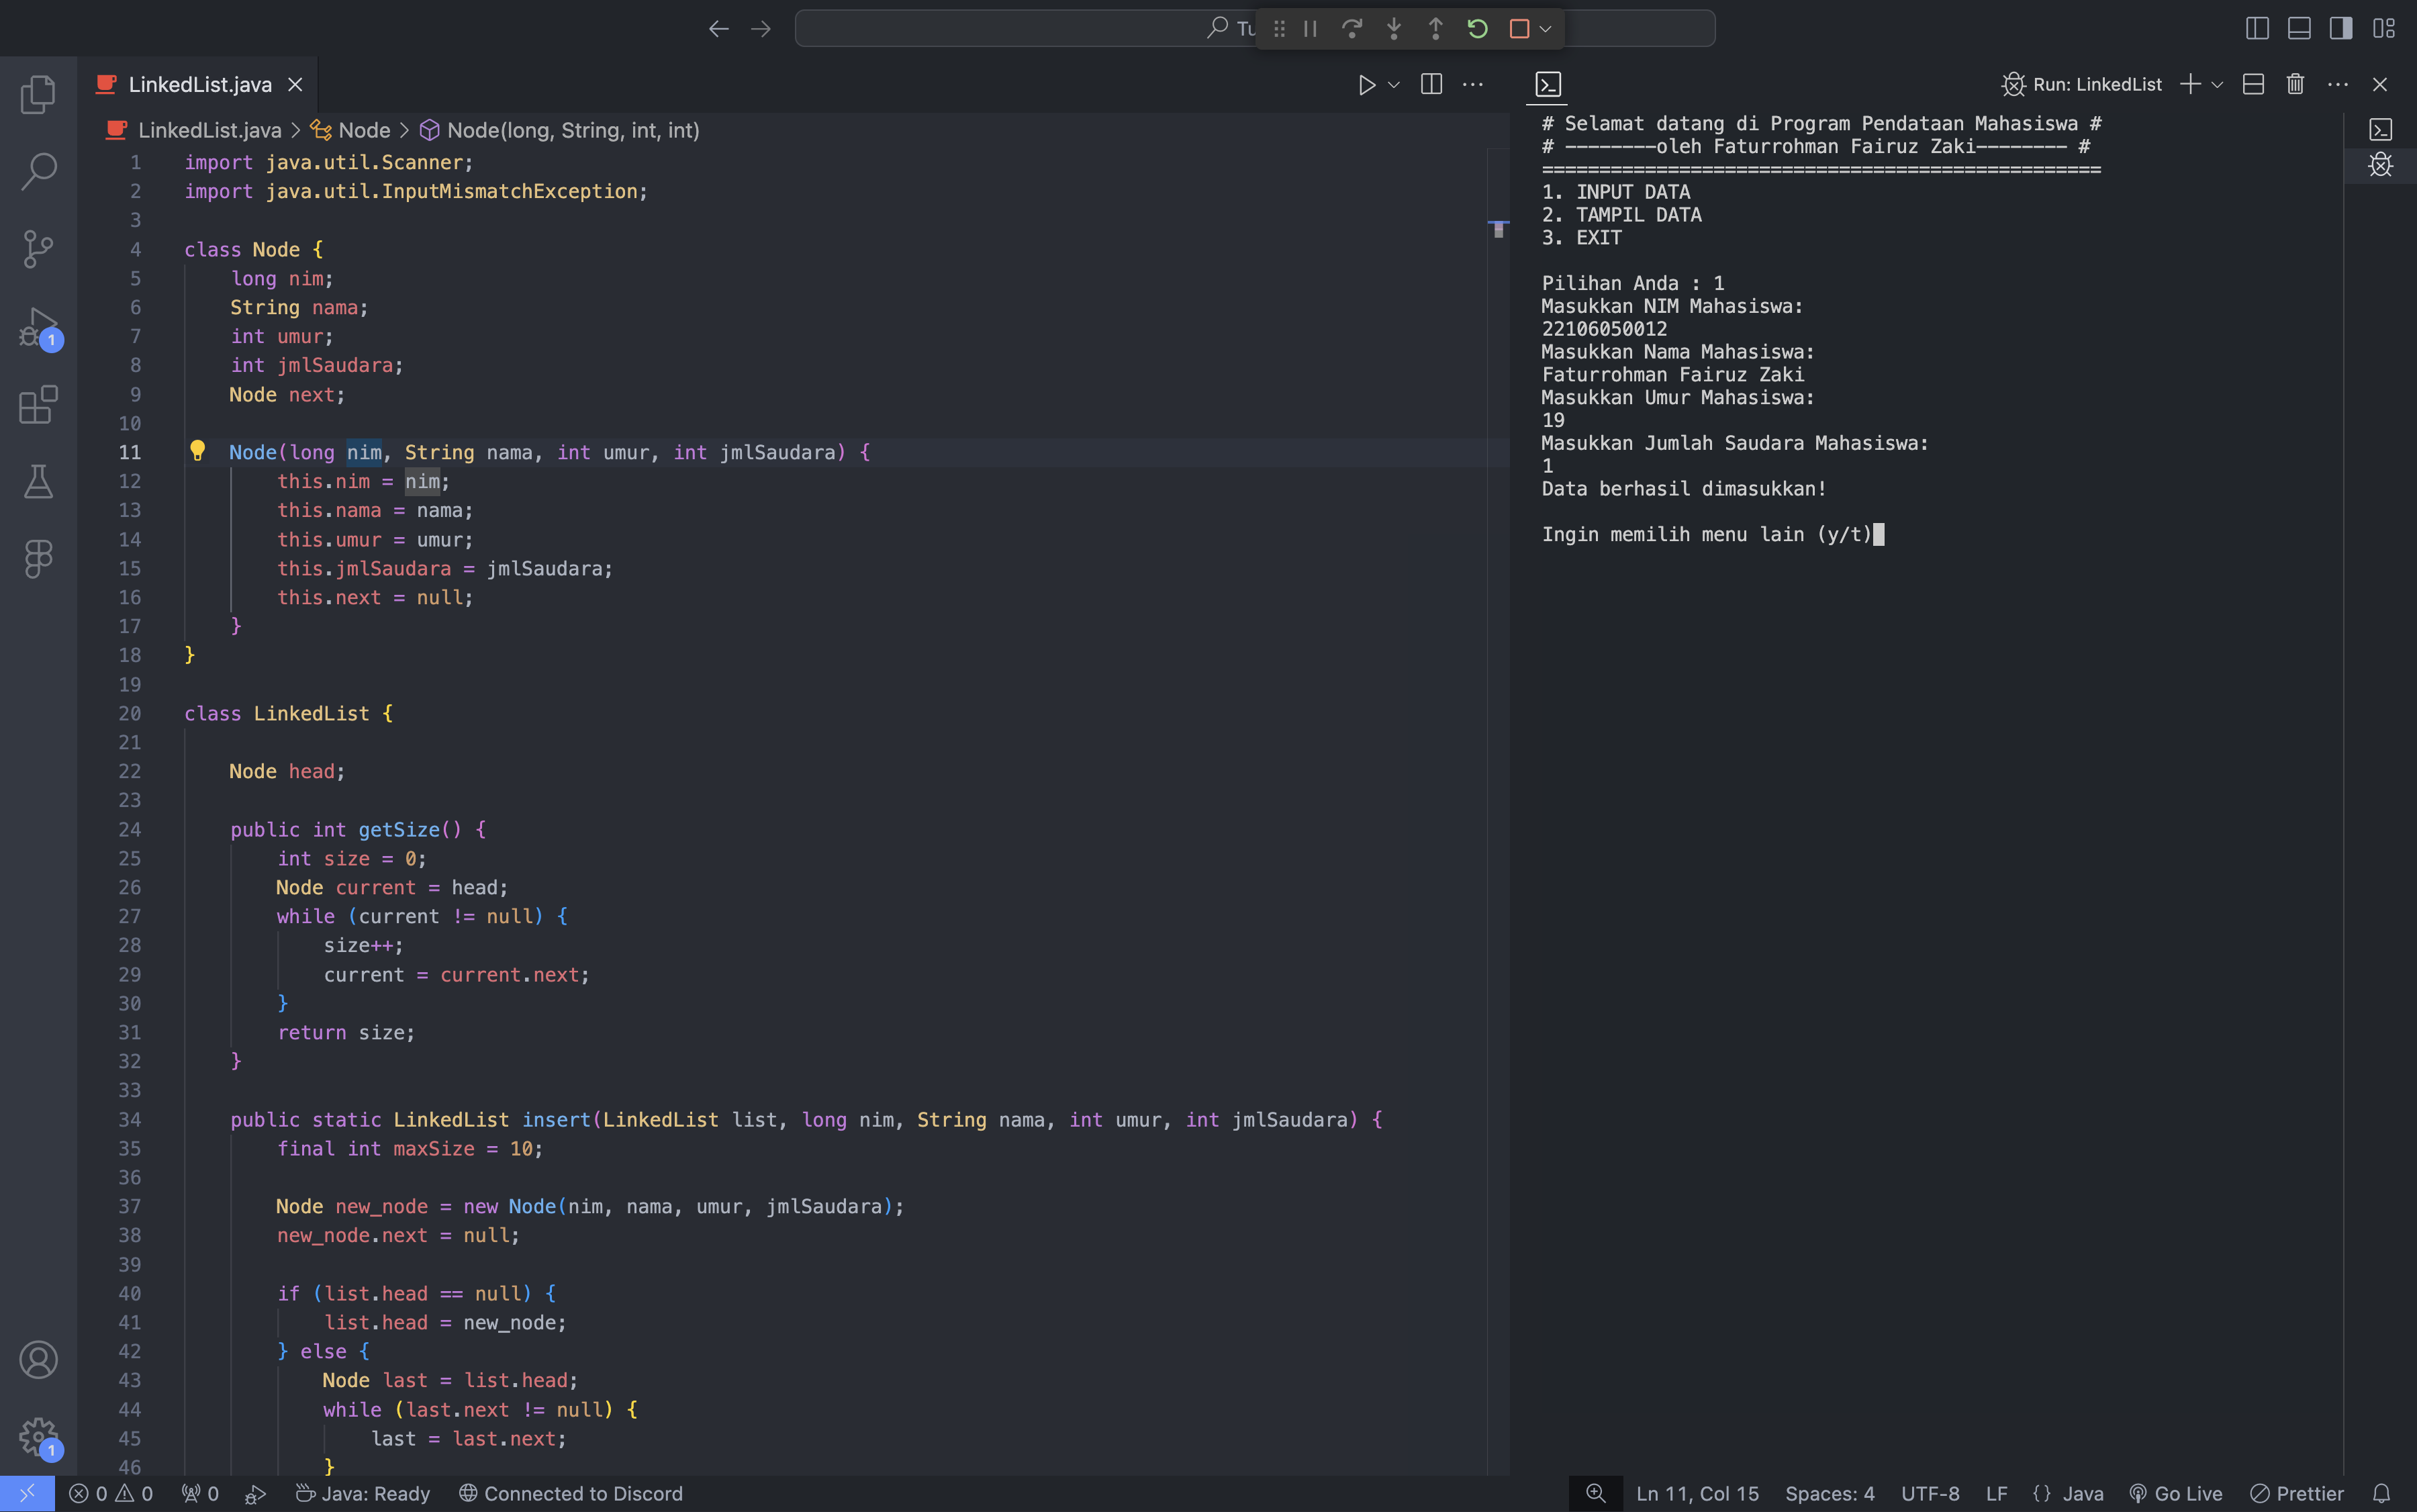 Tu
LinkedList.java
Run: LinkedList
LinkedList.java > Node > Node(long, String, int, int)
1 import java.util.Scanner;
2 import java.util.InputMismatchException;
3
4 class Node {
5 long nim;
6 String nama;
7 int umur;
8 int jmlSaudara;
9 Node next;
10
11 Node(long nim, String nama, int umur, int jmlSaudara) {
12 this.nim = nim;
13 this.nama = nama;
14 this.umur = umur;
15 this.jmlSaudara = jmlSaudara;
16 this.next = null;
17 }
18 }
19
20 class LinkedList {
21
22 Node head;
23
24 public int getSize() {
25 int size = 0;
26 Node current = head;
27 while (current != null) {
28 size++;
29 current = current.next;
30 }
31 return size;
32 }
33
34 public static LinkedList insert(LinkedList list, long nim, String nama, int umur, int jmlSaudara) {
35 final int maxSize = 10;
36
37 Node new_node = new Node(nim, nama, umur, jmlSaudara);
38 new_node.next = null;
39
40 if (list.head == null) {
41 list.head = new_node;
42 } else {
43 Node last = list.head;
44 while (last.next != null) {
45 last = last.next;
46 }
# Selamat datang di Program Pendataan Mahasiswa #
# --------oleh Faturrohman Fairuz Zaki-------- #
=================================================
1. INPUT DATA
2. TAMPIL DATA
3. EXIT
Pilihan Anda : 1
Masukkan NIM Mahasiswa:
22106050012
Masukkan Nama Mahasiswa:
Faturrohman Fairuz Zaki
Masukkan Umur Mahasiswa:
19
Masukkan Jumlah Saudara Mahasiswa:
1
Data berhasil dimasukkan!
Ingin memilih menu lain (y/t)
1
1
0 0 0 Java: Ready Connected to Discord Ln 11, Col 15 Spaces: 4 UTF-8 LF {} Java Go Live Prettier